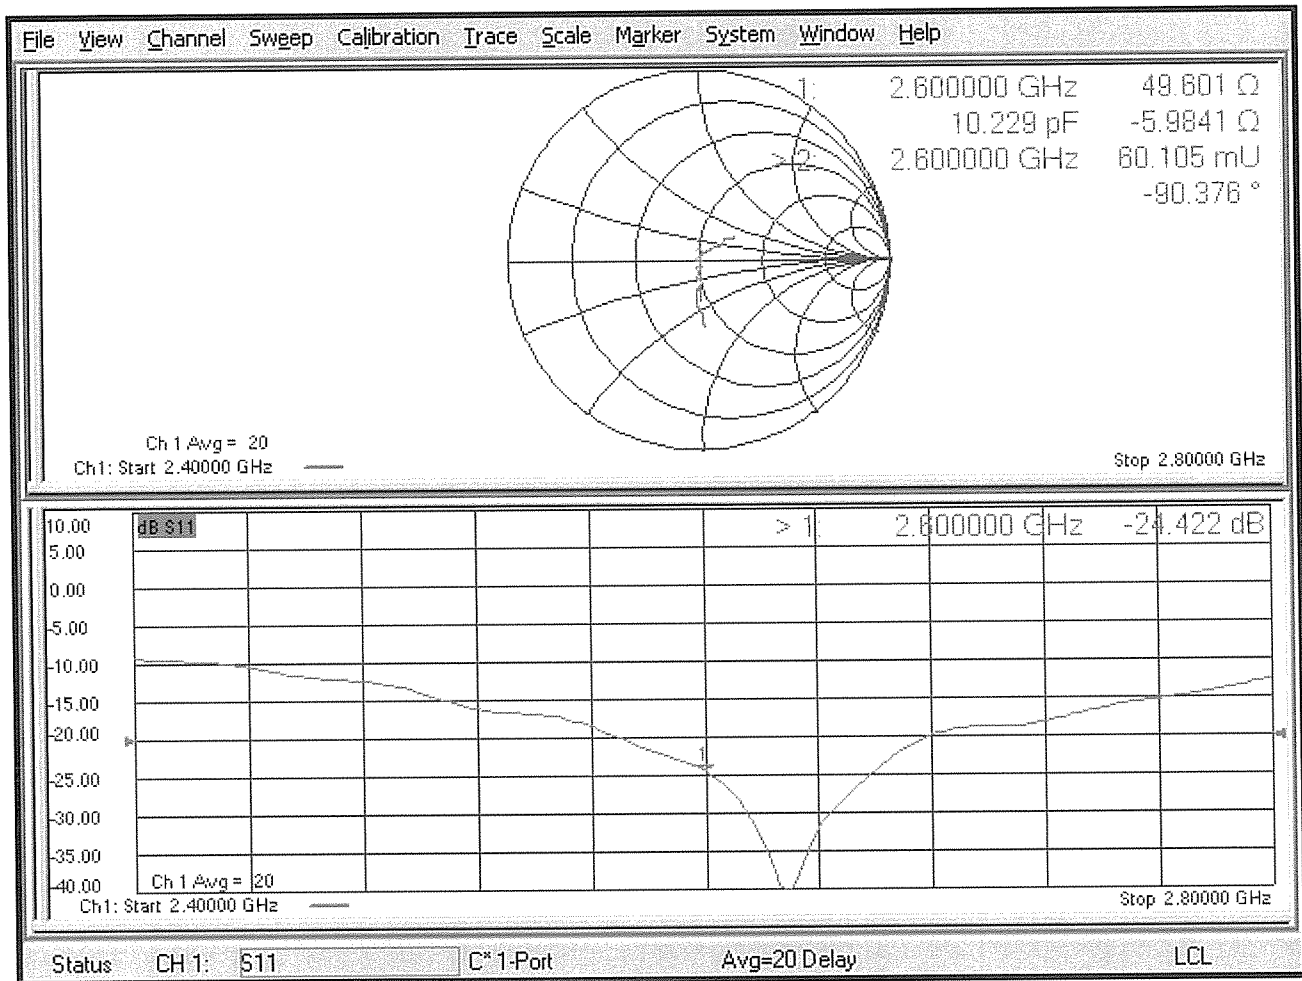 File View Channel Sweep Calibration Trace Scale Marker System Window Help
1: 2.600000 GHz 49.601 Ω
10.229 pF -5.9841 Ω
> 2: 2.600000 GHz 60.105 mU
-90.376 °
Ch 1 Avg = 20
Ch1: Start 2.40000 GHz
Stop 2.80000 GHz
10.00
dB S11
> 1: 2.600000 GHz -24.422 dB
5.00
0.00
-5.00
-10.00
-15.00
-20.00
1
-25.00
-30.00
-35.00
-40.00
Ch 1 Avg = 20
Ch1: Start 2.40000 GHz
Stop 2.80000 GHz
Status CH 1: S11 C* 1-Port Avg=20 Delay LCL